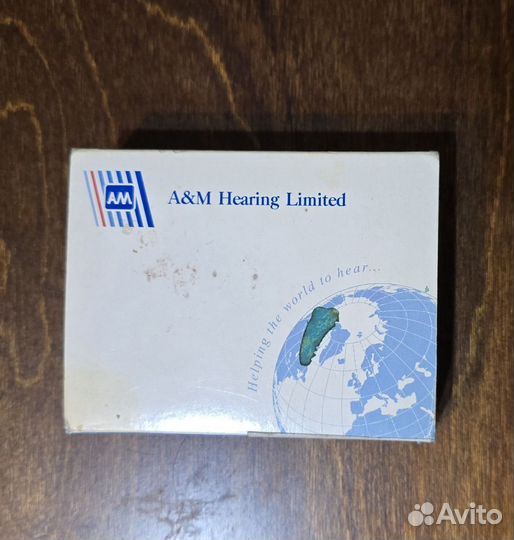 AM
A&M Hearing Limited
Helping the world to hear...
Avito